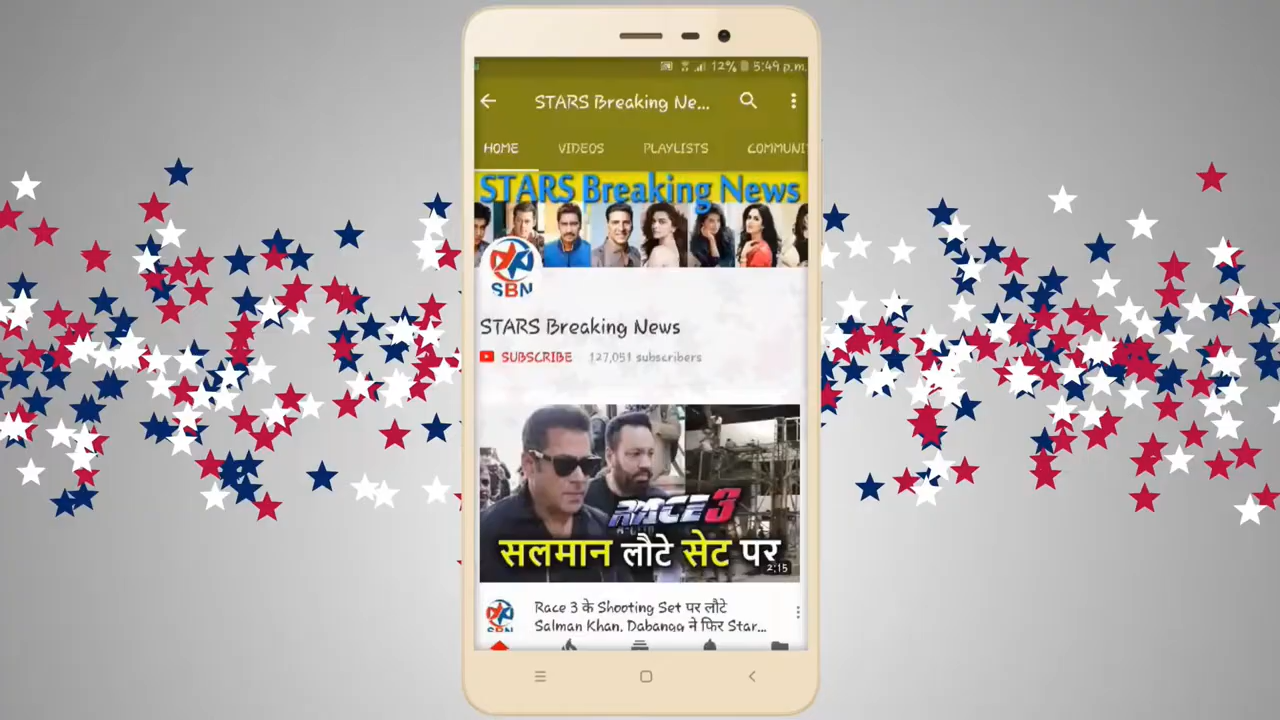 12% 5:49 p.m.
STARS Breaking Ne...
HOME VIDEOS PLAYLISTS COMMUNI
STARS Breaking News
SBN
STARS Breaking News
SUBSCRIBE 127,051 subscribers
RACE 3
सलमान लौटे सेट पर
2:15
Race 3 के Shooting Set पर लौटे
SBN
Salman Khan, Dabangg ने फिर Star...